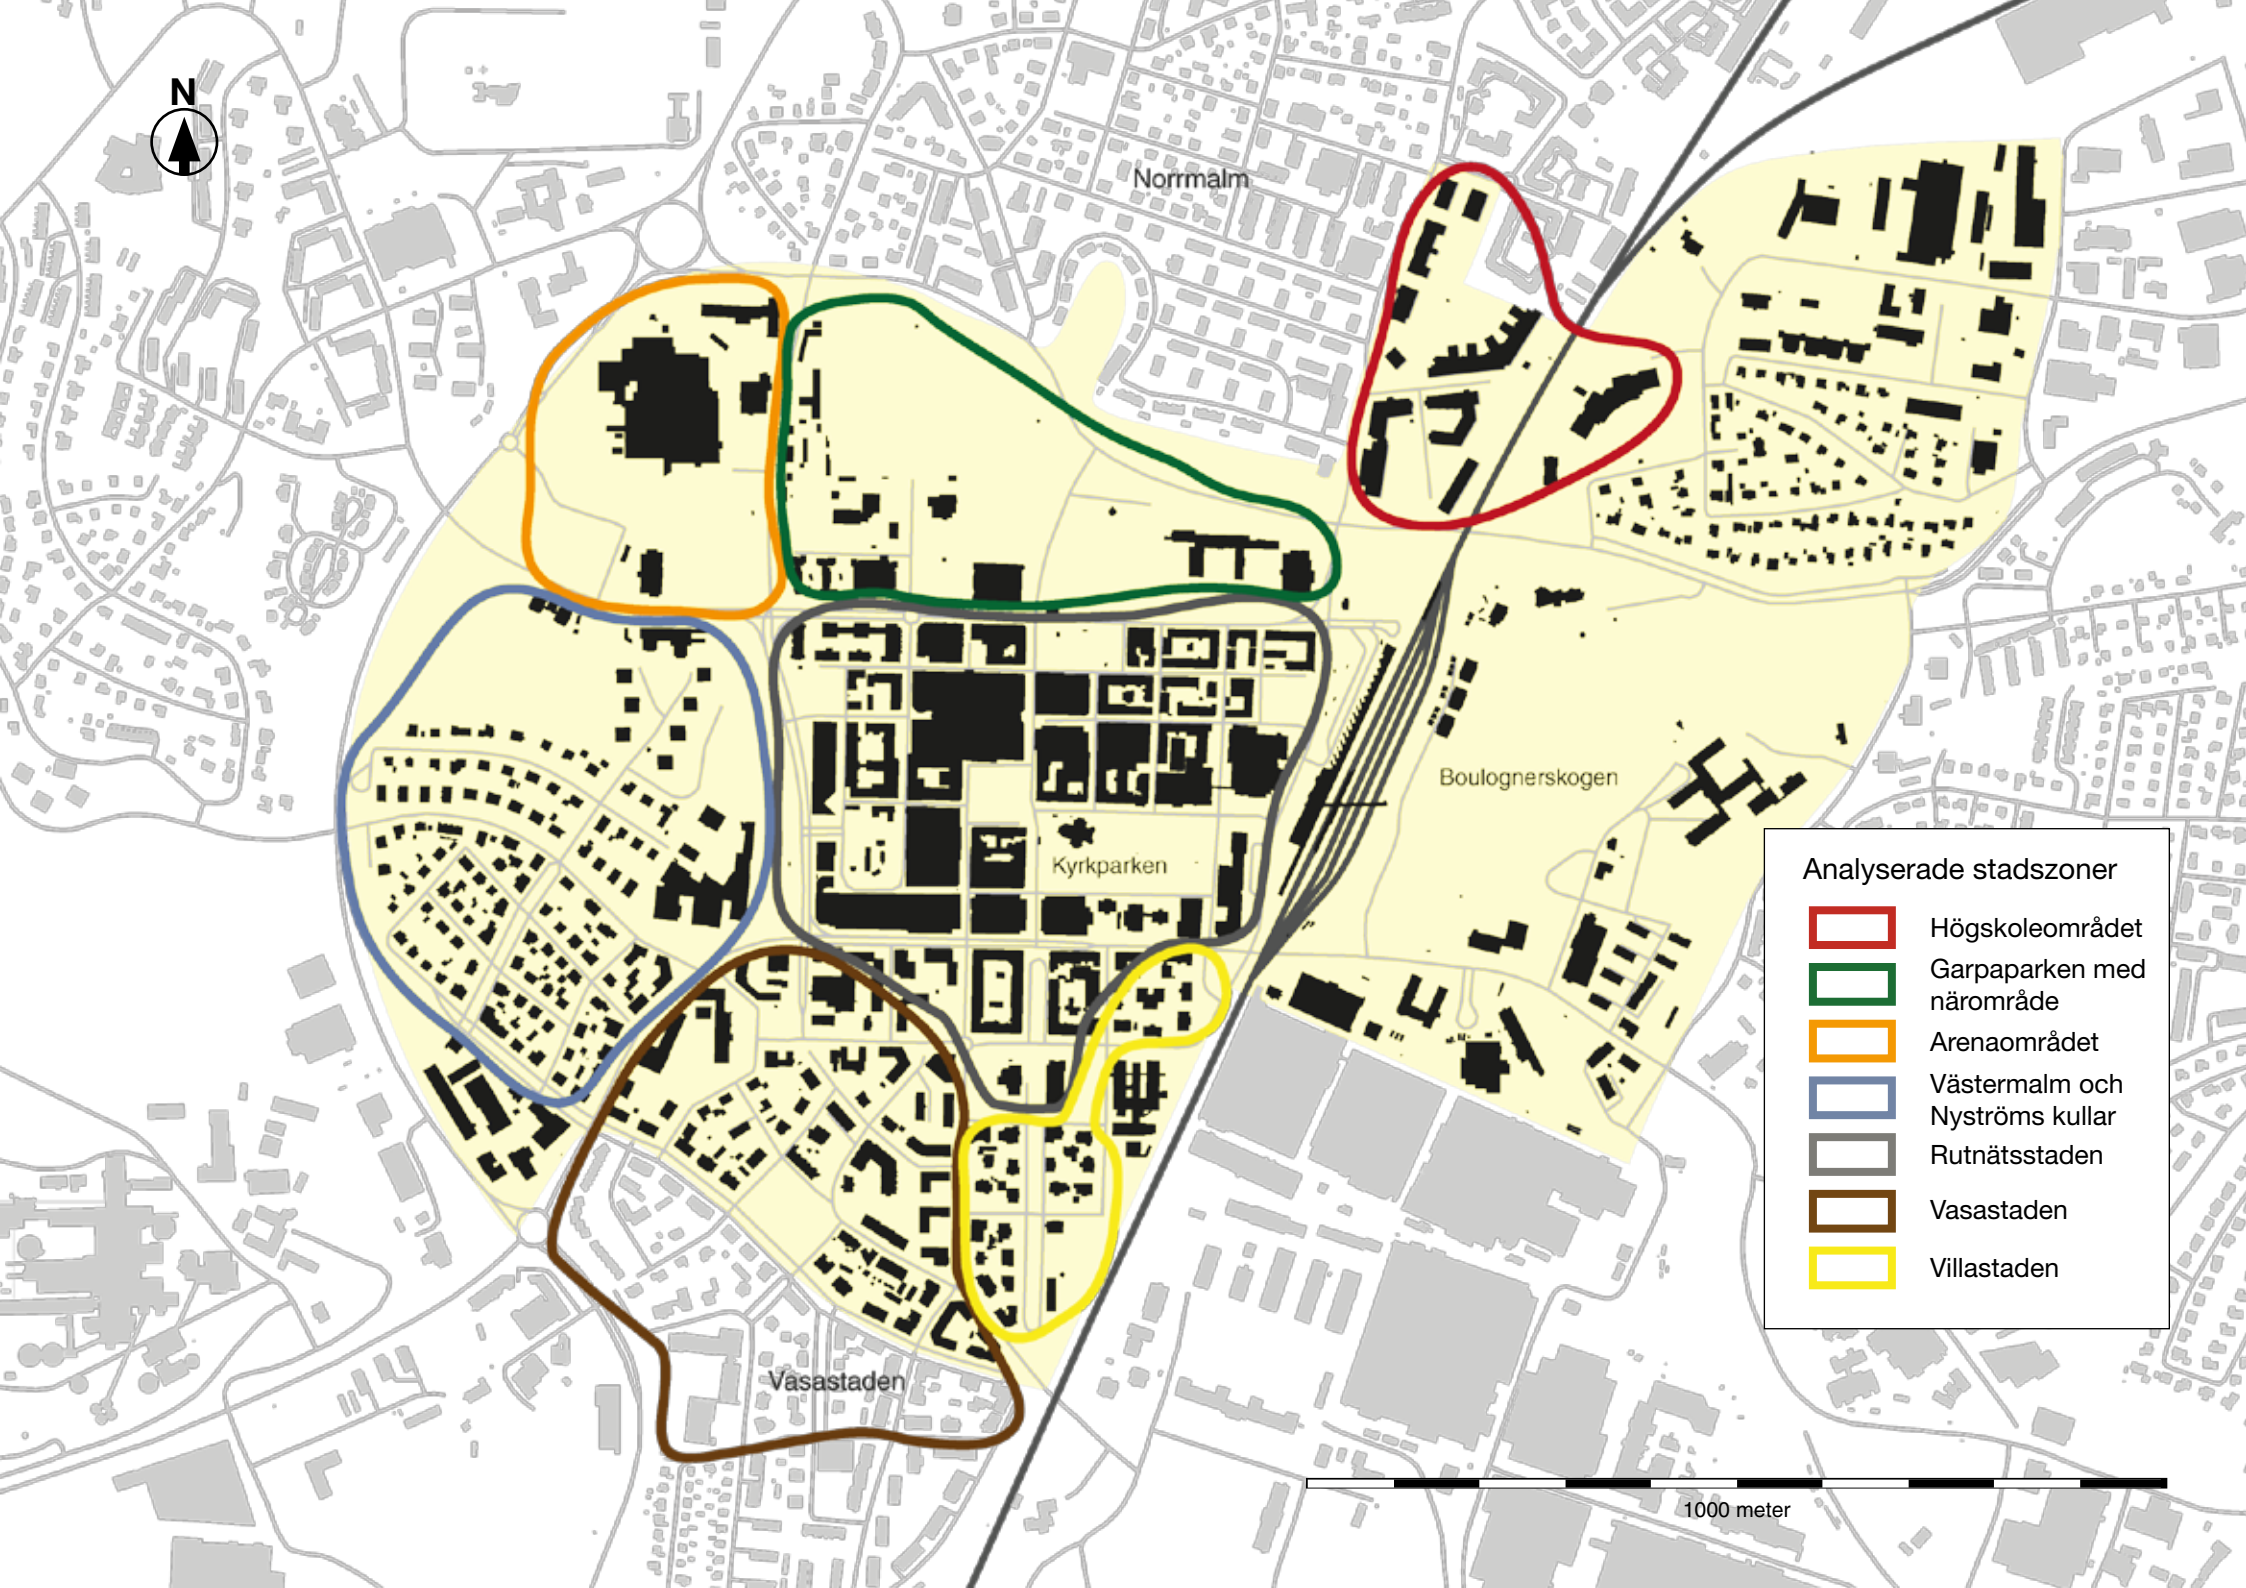 N
Norrmalm
Boulognerskogen
Kyrkparken
Vasastaden
Analyserade stadszoner
Högskoleområdet
Garpaparken med
närområde
Arenaområdet
Västermalm och
Nyströms kullar
Rutnätsstaden
Vasastaden
Villastaden
1000 meter